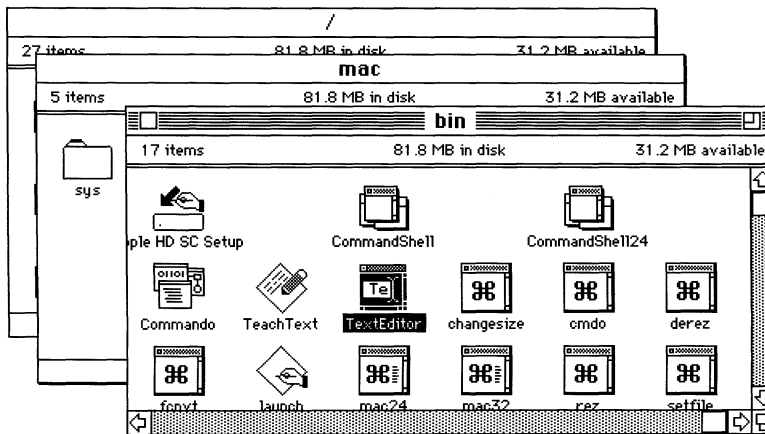 /
27 items 81.8 MB in disk 31.2 MB available
mac
5 items 81.8 MB in disk 31.2 MB available
bin
17 items 81.8 MB in disk 31.2 MB available
sys
ple HD SC Setup CommandShell CommandShell24
OIIOI
Te
Commando TeachText TextEditor changesize cmdo derez
fcnvt launch mac24 mac32 rez setfile